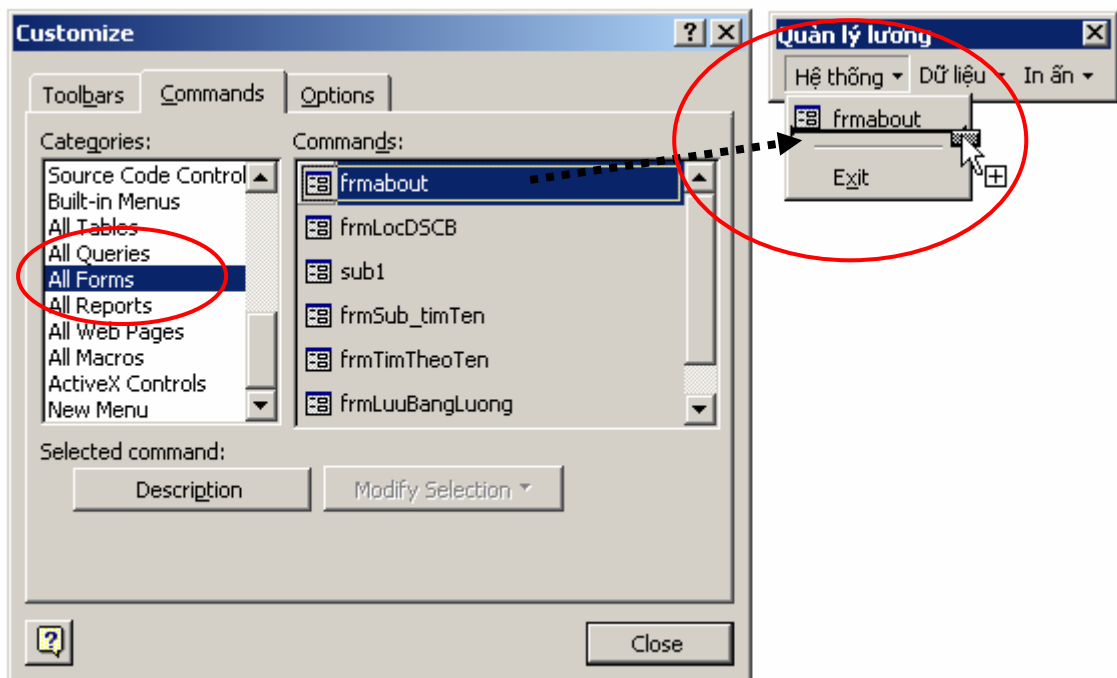 Customize
Toolbars
Commands
Options
Categories:
Source Code Control
Built-in Menus
All Tables
All Queries
All Forms
All Reports
All Web Pages
All Macros
ActiveX Controls
New Menu
Commands:
frmabout
frmLocDSCB
sub1
frmSub_timTen
frmTimTheoTen
frmLuuBangLuong
Selected command:
Description
Modify Selection
Close
Quản lý lương
Hệ thống
Dữ liệu
In ấn
frmabout
Exit